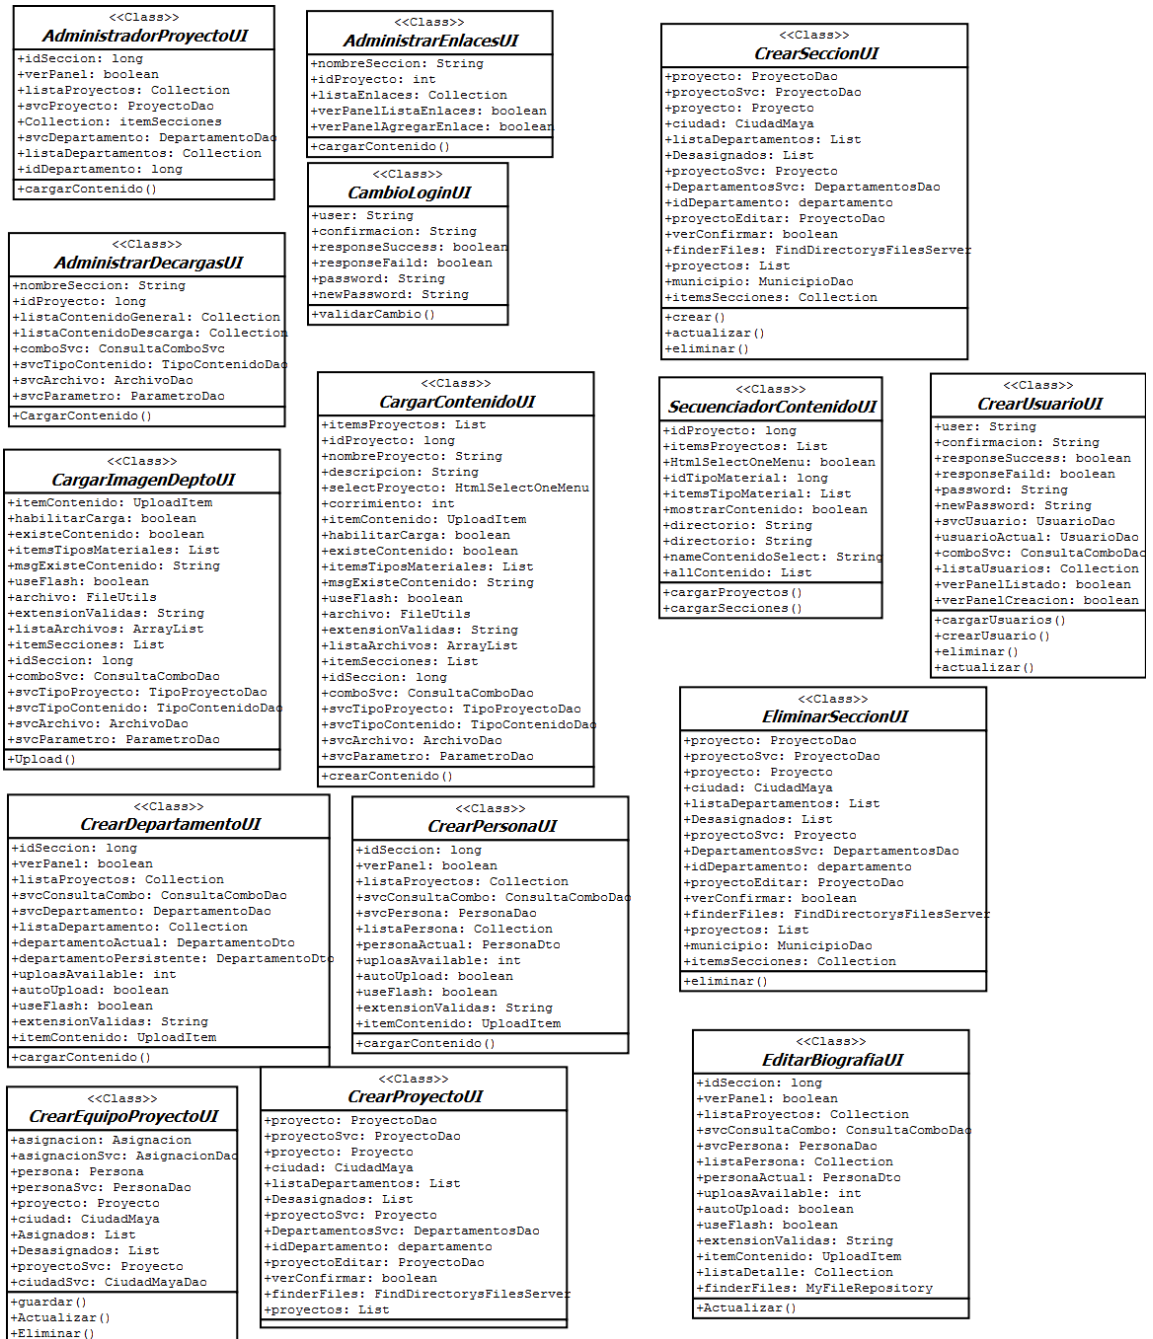 <<Class>>
AdministradorProyectoUI
+idSeccion: long
+verPanel: boolean
+listaProyectos: Collection
+svcProyecto: ProyectoDao
+Collection: itemSecciones
+svcDepartamento: DepartamentoDao
+listaDepartamentos: Collection
+idDepartamento: long
+cargarContenido()
<<Class>>
AdministrarEnlacesUI
+nombreSeccion: String
+idProyecto: int
+listaEnlaces: Collection
+verPanelListaEnlaces: boolean
+verPanelAgregarEnlace: boolean
+cargarContenido()
<<Class>>
CrearSeccionUI
+proyecto: ProyectoDao
+proyectoSvc: ProyectoDao
+proyecto: Proyecto
+ciudad: CiudadMaya
+listaDepartamentos: List
+Desasignados: List
+proyectoSvc: Proyecto
+DepartamentosSvc: DepartamentosDao
+idDepartamento: departamento
+proyectoEditar: ProyectoDao
+verConfirmar: boolean
+finderFiles: FindDirectorysFilesServer
+proyectos: List
+municipio: MunicipioDao
+itemsSecciones: Collection
+crear()
+actualizar()
+eliminar()
<<Class>>
CambioLoginUI
+user: String
+confirmacion: String
+responseSuccess: boolean
+responseFaild: boolean
+password: String
+newPassword: String
+validarCambio()
<<Class>>
AdministrarDecargasUI
+nombreSeccion: String
+idProyecto: long
+listaContenidoGeneral: Collection
+listaContenidoDescarga: Collection
+comboSvc: ConsultaComboSvc
+svcTipoContenido: TipoContenidoDao
+svcArchivo: ArchivoDao
+svcParametro: ParametroDao
+CargarContenido()
<<Class>>
CargarContenidoUI
+itemsProyectos: List
+idProyecto: long
+nombreProyecto: String
+descripcion: String
+selectProyecto: HtmlSelectOneMenu
+corrimiento: int
+itemContenido: UploadItem
+habilitarCarga: boolean
+existeContenido: boolean
+itemsTiposMateriales: List
+msgExisteContenido: String
+useFlash: boolean
+archivo: FileUtils
+extensionValidas: String
+listaArchivos: ArrayList
+itemSecciones: List
+idSeccion: long
+comboSvc: ConsultaComboDao
+svcTipoProyecto: TipoProyectoDao
+svcTipoContenido: TipoContenidoDao
+svcArchivo: ArchivoDao
+svcParametro: ParametroDao
+crearContenido()
<<Class>>
SecuenciadorContenidoUI
+idProyecto: long
+itemsProyectos: List
+HtmlSelectOneMenu: boolean
+idTipoMaterial: long
+itemsTipoMaterial: List
+mostrarContenido: boolean
+directorio: String
+directorio: String
+nameContenidoSelect: String
+allContenido: List
+cargarProyectos()
+cargarSecciones()
<<Class>>
CrearUsuarioUI
+user: String
+confirmacion: String
+responseSuccess: boolean
+responseFaild: boolean
+password: String
+newPassword: String
+svcUsuario: UsuarioDao
+usuarioActual: UsuarioDao
+comboSvc: ConsultaComboDao
+listaUsuarios: Collection
+verPanelListado: boolean
+verPanelCreacion: boolean
+cargarUsuarios()
+crearUsuario()
+eliminar()
+actualizar()
<<Class>>
CargarImagenDeptoUI
+itemContenido: UploadItem
+habilitarCarga: boolean
+existeContenido: boolean
+itemsTiposMateriales: List
+msgExisteContenido: String
+useFlash: boolean
+archivo: FileUtils
+extensionValidas: String
+listaArchivos: ArrayList
+itemSecciones: List
+idSeccion: long
+comboSvc: ConsultaComboDao
+svcTipoProyecto: TipoProyectoDao
+svcTipoContenido: TipoContenidoDao
+svcArchivo: ArchivoDao
+svcParametro: ParametroDao
+Upload()
<<Class>>
EliminarSeccionUI
+proyecto: ProyectoDao
+proyectoSvc: ProyectoDao
+proyecto: Proyecto
+ciudad: CiudadMaya
+listaDepartamentos: List
+Desasignados: List
+proyectoSvc: Proyecto
+DepartamentosSvc: DepartamentosDao
+idDepartamento: departamento
+proyectoEditar: ProyectoDao
+verConfirmar: boolean
+finderFiles: FindDirectorysFilesServer
+proyectos: List
+municipio: MunicipioDao
+itemsSecciones: Collection
+eliminar()
<<Class>>
CrearDepartamentoUI
+idSeccion: long
+verPanel: boolean
+listaProyectos: Collection
+svcConsultaCombo: ConsultaComboDao
+svcDepartamento: DepartamentoDao
+listaDepartamento: Collection
+departamentoActual: DepartamentoDto
+departamentoPersistente: DepartamentoDto
+uploasAvailable: int
+autoUpload: boolean
+useFlash: boolean
+extensionValidas: String
+itemContenido: UploadItem
+cargarContenido()
<<Class>>
CrearPersonaUI
+idSeccion: long
+verPanel: boolean
+listaProyectos: Collection
+svcConsultaCombo: ConsultaComboDao
+svcPersona: PersonaDao
+listaPersona: Collection
+personaActual: PersonaDto
+uploasAvailable: int
+autoUpload: boolean
+useFlash: boolean
+extensionValidas: String
+itemContenido: UploadItem
+cargarContenido()
<<Class>>
EditarBiografiaUI
+idSeccion: long
+verPanel: boolean
+listaProyectos: Collection
+svcConsultaCombo: ConsultaComboDao
+svcPersona: PersonaDao
+listaPersona: Collection
+personaActual: PersonaDto
+uploasAvailable: int
+autoUpload: boolean
+useFlash: boolean
+extensionValidas: String
+itemContenido: UploadItem
+listaDetalle: Collection
+finderFiles: MyFileRepository
+Actualizar()
<<Class>>
CrearEquipoProyectoUI
+asignacion: Asignacion
+asignacionSvc: AsignacionDao
+persona: Persona
+personaSvc: PersonaDao
+proyecto: Proyecto
+ciudad: CiudadMaya
+Asignados: List
+Desasignados: List
+proyectoSvc: Proyecto
+ciudadSvc: CiudadMayaDao
+guardar()
+Actualizar()
+Eliminar()
<<Class>>
CrearProyectoUI
+proyecto: ProyectoDao
+proyectoSvc: ProyectoDao
+proyecto: Proyecto
+ciudad: CiudadMaya
+listaDepartamentos: List
+Desasignados: List
+proyectoSvc: Proyecto
+DepartamentosSvc: DepartamentosDao
+idDepartamento: departamento
+proyectoEditar: ProyectoDao
+verConfirmar: boolean
+finderFiles: FindDirectorysFilesServer
+proyectos: List